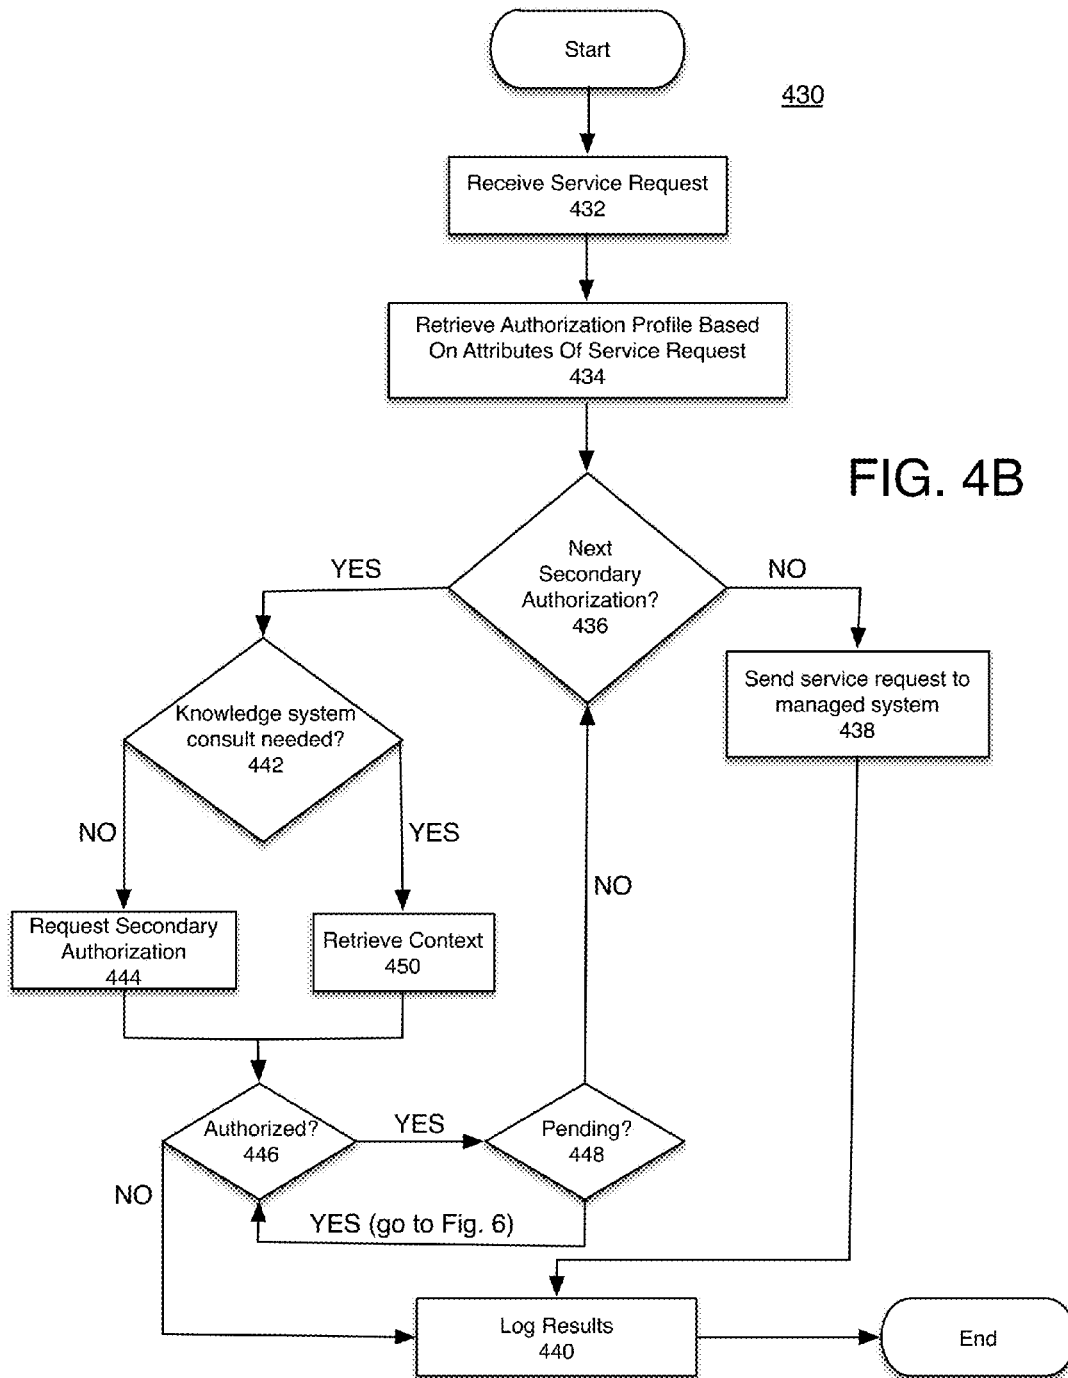 Start
430
Receive Service Request
432
Retrieve Authorization Profile Based
On Attributes Of Service Request
434
FIG. 4B
Next
Secondary
Authorization?
436
YES
NO
Knowledge system
consult needed?
442
Send service request to
managed system
438
NO
YES
NO
Request Secondary
Authorization
444
Retrieve Context
450
Authorized?
446
YES
Pending?
448
NO
YES (go to Fig. 6)
Log Results
440
End